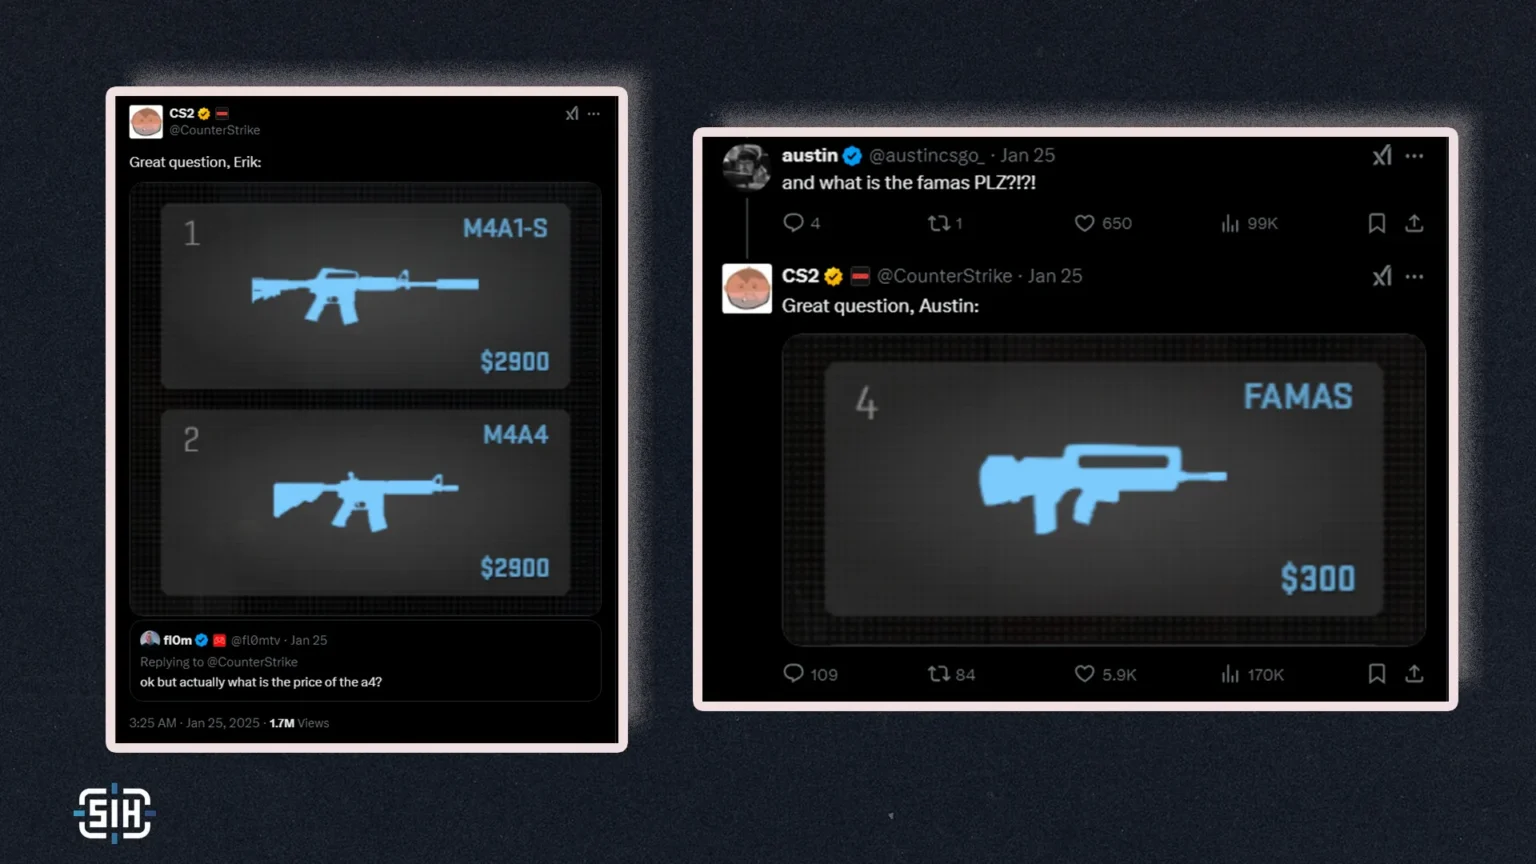 CS2
@CounterStrike
Great question, Erik:
1
M4A1-S
$2900
2
M4A4
$2900
fl0m @fl0mtv · Jan 25
Replying to @CounterStrike
ok but actually what is the price of the a4?
3:25 AM · Jan 25, 2025 · 1.7M Views
austin @austincsgo_ · Jan 25
and what is the famas PLZ?!?!
4 1 650 99K
CS2 @CounterStrike · Jan 25
Great question, Austin:
4
FAMAS
$300
109 84 5.9K 170K
SIH